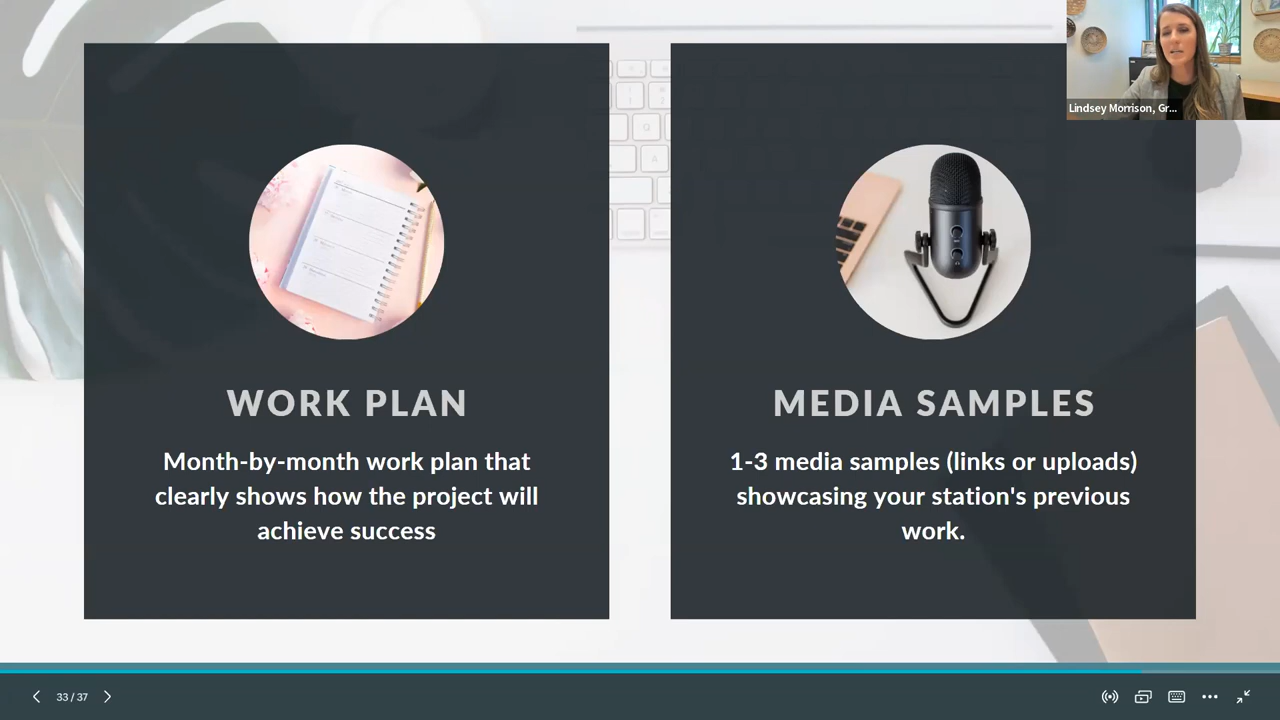 Lindsey Morrison, Gr...
WORK PLAN
Month-by-month work plan that
clearly shows how the project will
achieve success
MEDIA SAMPLES
1-3 media samples (links or uploads)
showcasing your station's previous
work.
33 / 37